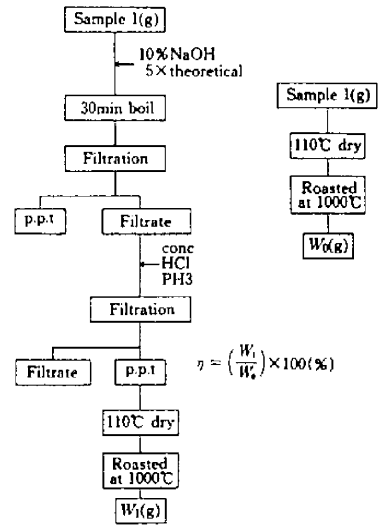 Sample 1(g)
10%NaOH
5×theoretical
30min boil
Filtration
p.p.t
Filtrate
conc
HCl
PH3
Filtration
Filtrate
p.p.t
110℃ dry
Roasted
at 1000℃
W₁(g)
Sample 1(g)
110℃ dry
Roasted
at 1000℃
W₀(g)
η = (W₁/W₀)×100(%)